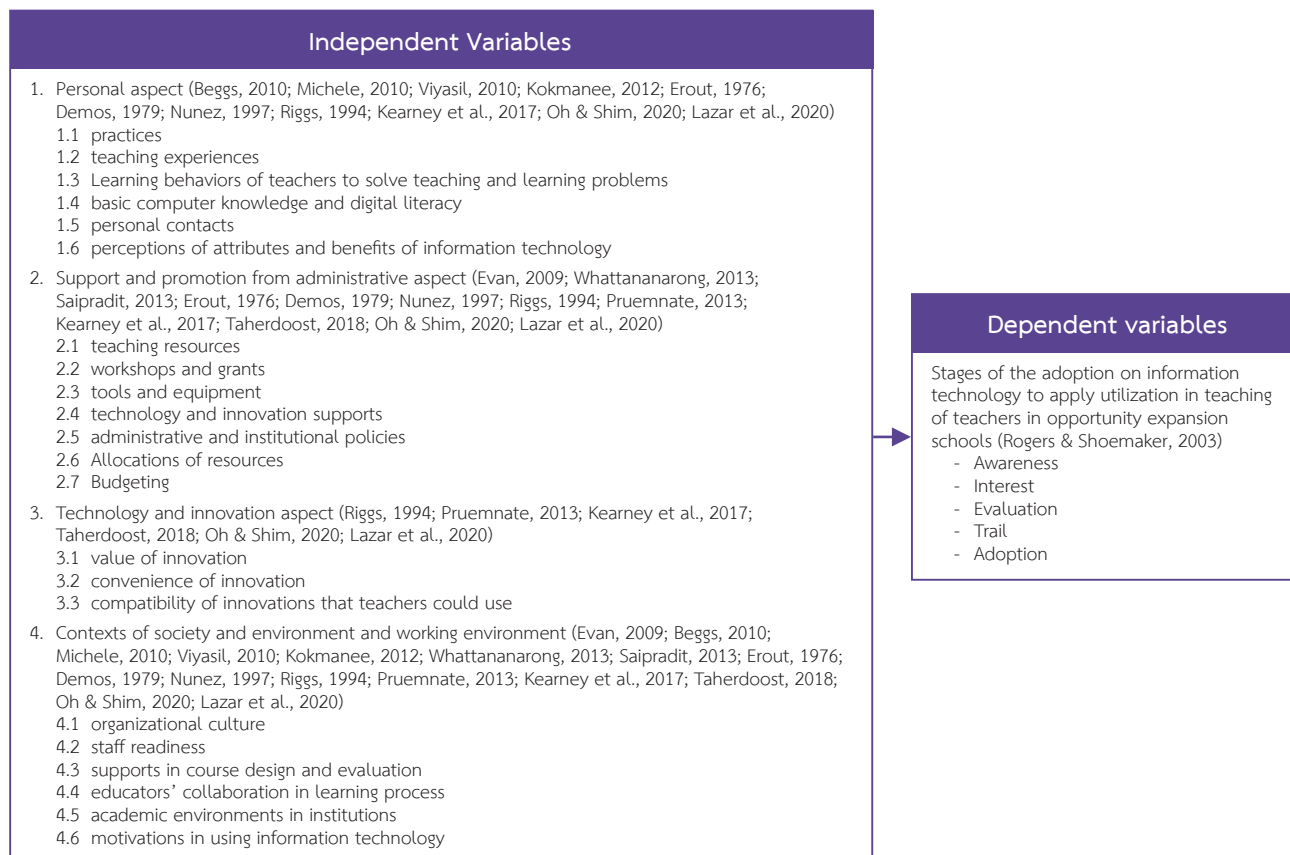 Independent Variables
1. Personal aspect (Beggs, 2010; Michele, 2010; Viyasil, 2010; Kokmanee, 2012; Erout, 1976;
Demos, 1979; Nunez, 1997; Riggs, 1994; Kearney et al., 2017; Oh & Shim, 2020; Lazar et al., 2020)
1.1 practices
1.2 teaching experiences
1.3 Learning behaviors of teachers to solve teaching and learning problems
1.4 basic computer knowledge and digital literacy
1.5 personal contacts
1.6 perceptions of attributes and benefits of information technology
2. Support and promotion from administrative aspect (Evan, 2009; Whattananarong, 2013;
Saipradit, 2013; Erout, 1976; Demos, 1979; Nunez, 1997; Riggs, 1994; Pruemnate, 2013;
Kearney et al., 2017; Taherdoost, 2018; Oh & Shim, 2020; Lazar et al., 2020)
2.1 teaching resources
2.2 workshops and grants
2.3 tools and equipment
2.4 technology and innovation supports
2.5 administrative and institutional policies
2.6 Allocations of resources
2.7 Budgeting
3. Technology and innovation aspect (Riggs, 1994; Pruemnate, 2013; Kearney et al., 2017;
Taherdoost, 2018; Oh & Shim, 2020; Lazar et al., 2020)
3.1 value of innovation
3.2 convenience of innovation
3.3 compatibility of innovations that teachers could use
4. Contexts of society and environment and working environment (Evan, 2009; Beggs, 2010;
Michele, 2010; Viyasil, 2010; Kokmanee, 2012; Whattananarong, 2013; Saipradit, 2013; Erout, 1976;
Demos, 1979; Nunez, 1997; Riggs, 1994; Pruemnate, 2013; Kearney et al., 2017; Taherdoost, 2018;
Oh & Shim, 2020; Lazar et al., 2020)
4.1 organizational culture
4.2 staff readiness
4.3 supports in course design and evaluation
4.4 educators' collaboration in learning process
4.5 academic environments in institutions
4.6 motivations in using information technology
Dependent variables
Stages of the adoption on information
technology to apply utilization in teaching
of teachers in opportunity expansion
schools (Rogers & Shoemaker, 2003)
- Awareness
- Interest
- Evaluation
- Trail
- Adoption